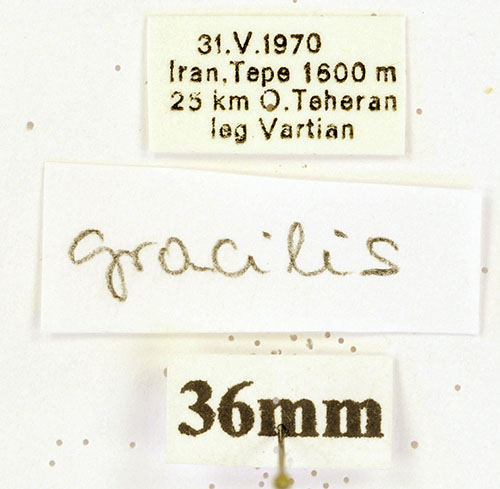 31.V.1970
Iran,Tepe 1600 m
25 km O.Teheran
leg Vartian
gracilis
36mm